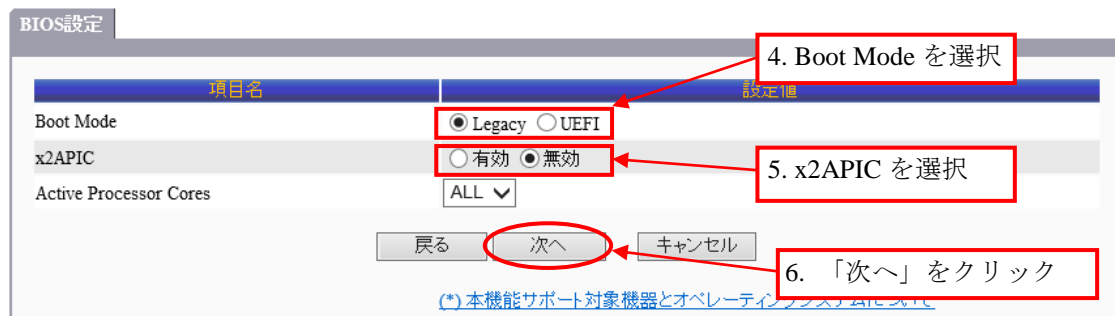 BIOS設定
4. Boot Mode を選択
項目名 設定値
Boot Mode Legacy UEFI
x2APIC 有効 無効
5. x2APIC を選択
Active Processor Cores ALL
戻る 次へ キャンセル
6. 「次へ」をクリック
(*) 本機能サポート対象機器とオペレーティングシステムについて